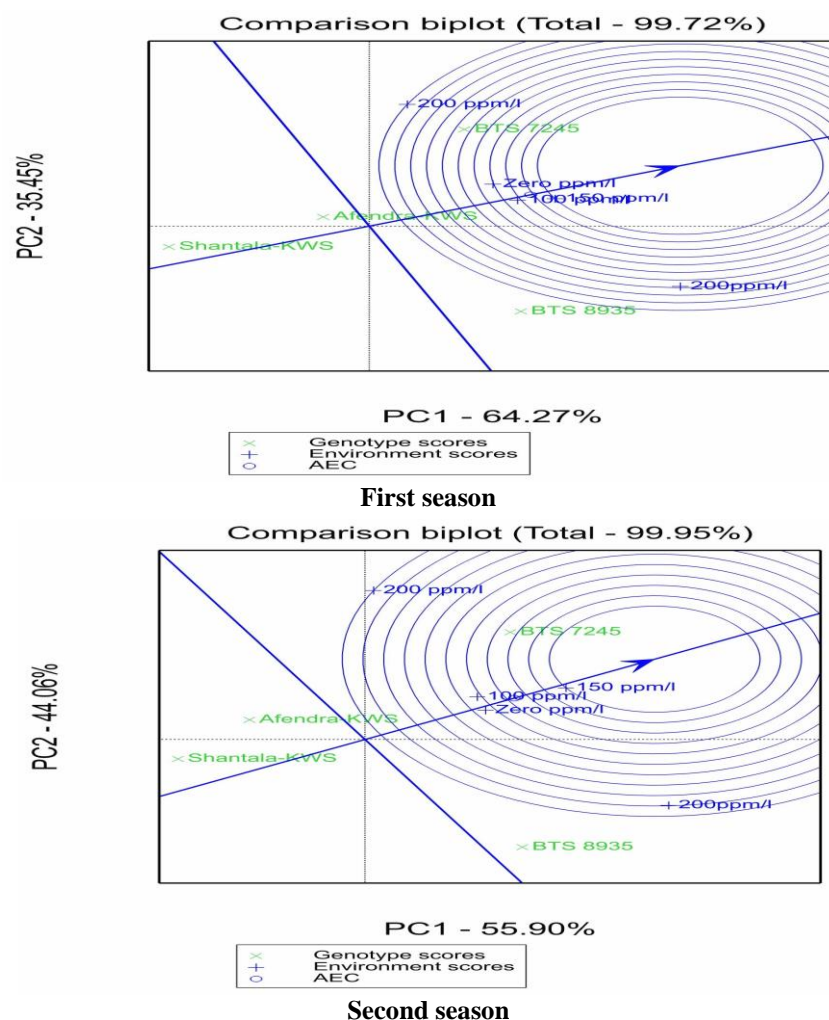 Comparison biplot (Total - 99.72%)
200 ppm/l
BTS 7245
Zero ppm/l
150 ppm/l
100 ppm/l
Afendra-KWS
Shantala-KWS
200ppm/l
BTS 8935
PC2 - 35.45%
PC1 - 64.27%
Genotype scores
Environment scores
AEC
First season
Comparison biplot (Total - 99.95%)
200 ppm/l
BTS 7245
150 ppm/l
100 ppm/l
Zero ppm/l
Afendra-KWS
Shantala-KWS
200ppm/l
BTS 8935
PC2 - 44.06%
PC1 - 55.90%
Genotype scores
Environment scores
AEC
Second season